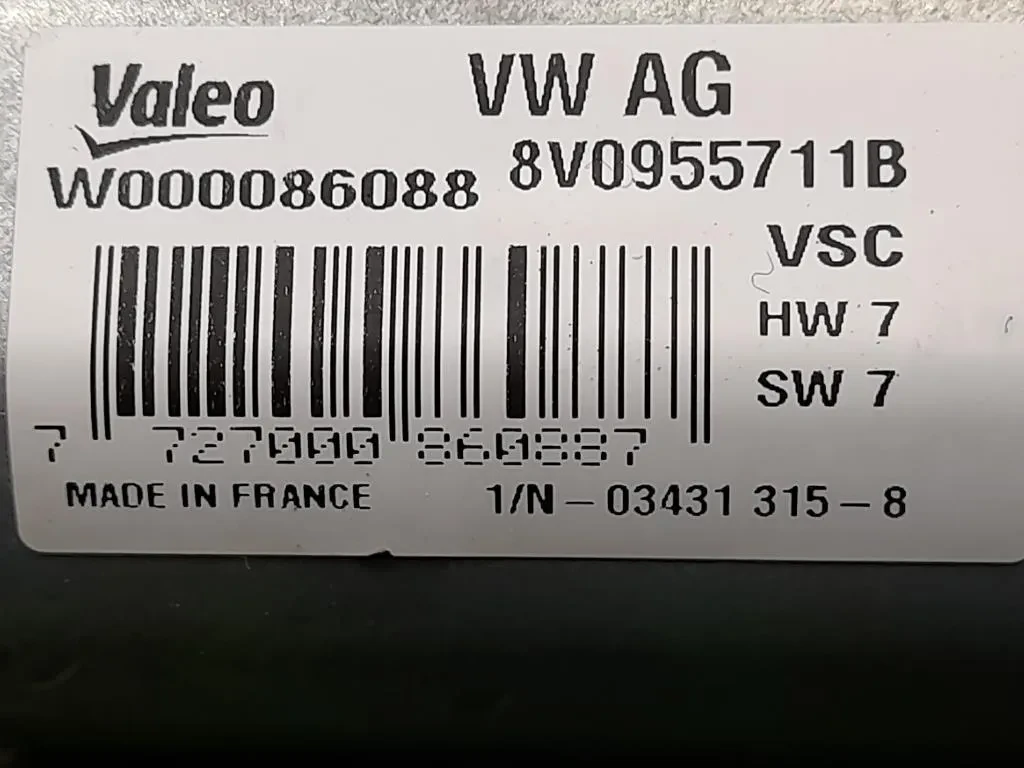 Valeo
VW AG
W000086088
8V0955711B
VSC
HW 7
SW 7
7 727000 860887
MADE IN FRANCE
1/N – 03431 315 – 8